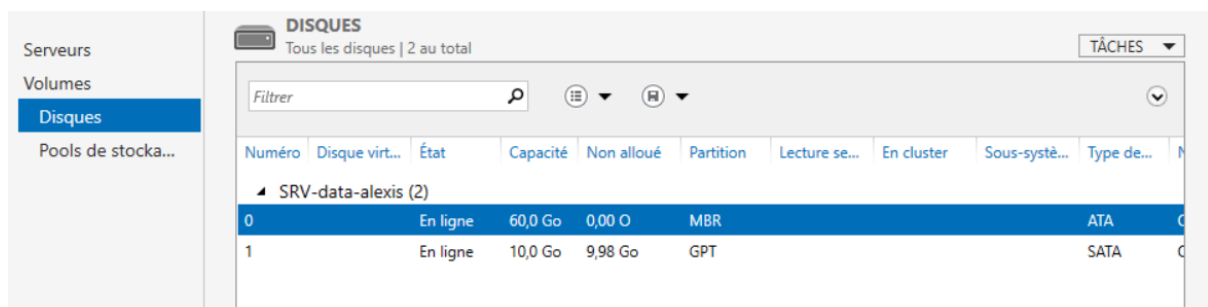 Serveurs
Volumes
Disques
Pools de stocka...
DISQUES
Tous les disques | 2 au total
TÂCHES
Filtrer
Numéro Disque virt... État Capacité Non alloué Partition Lecture se... En cluster Sous-systè... Type de...
SRV-data-alexis (2)
0 En ligne 60,0 Go 0,00 O MBR ATA
1 En ligne 10,0 Go 9,98 Go GPT SATA